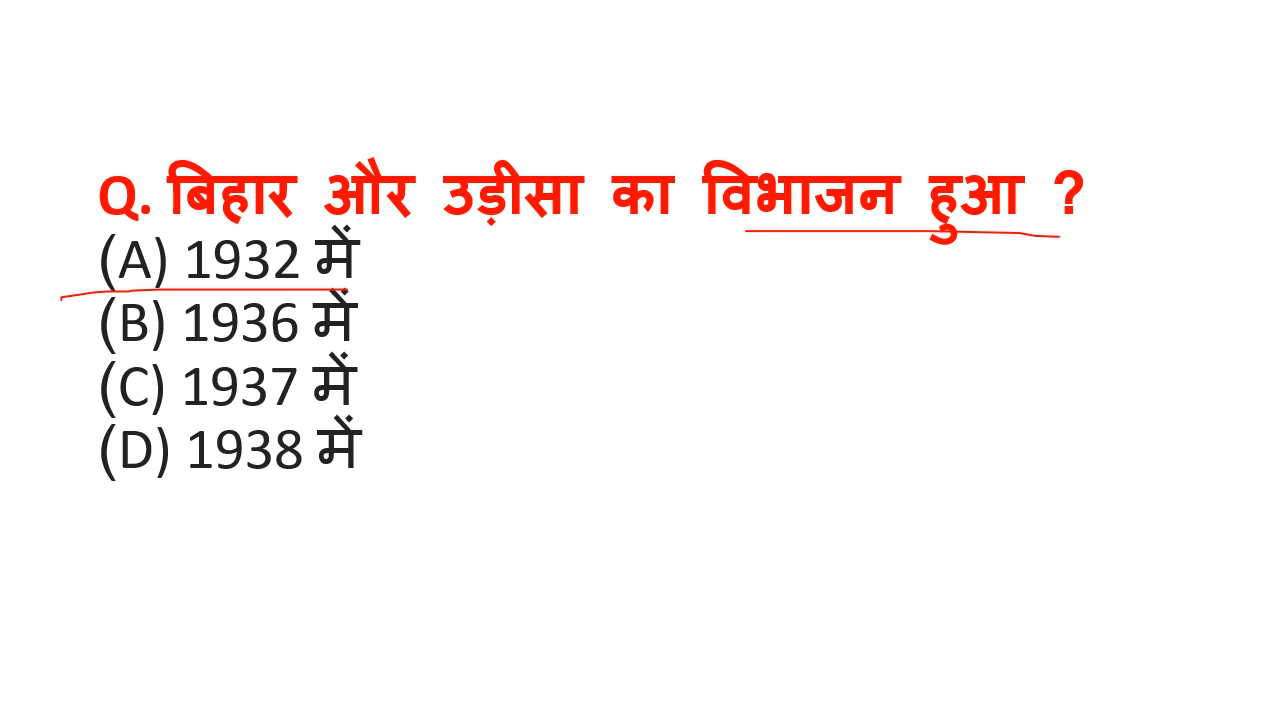 Q. बिहार और उड़ीसा का विभाजन हुआ ?
(A) 1932 में
(B) 1936 में
(C) 1937 में
(D) 1938 में